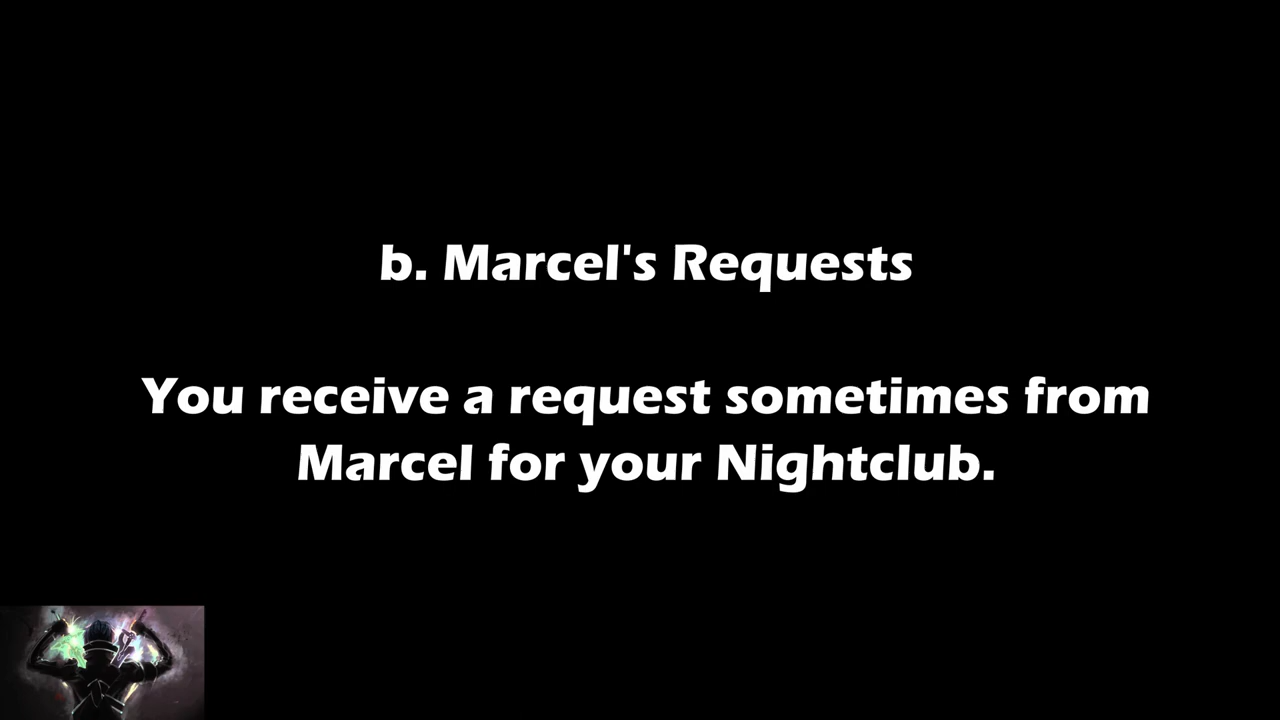 b. Marcel's Requests
You receive a request sometimes from
Marcel for your Nightclub.